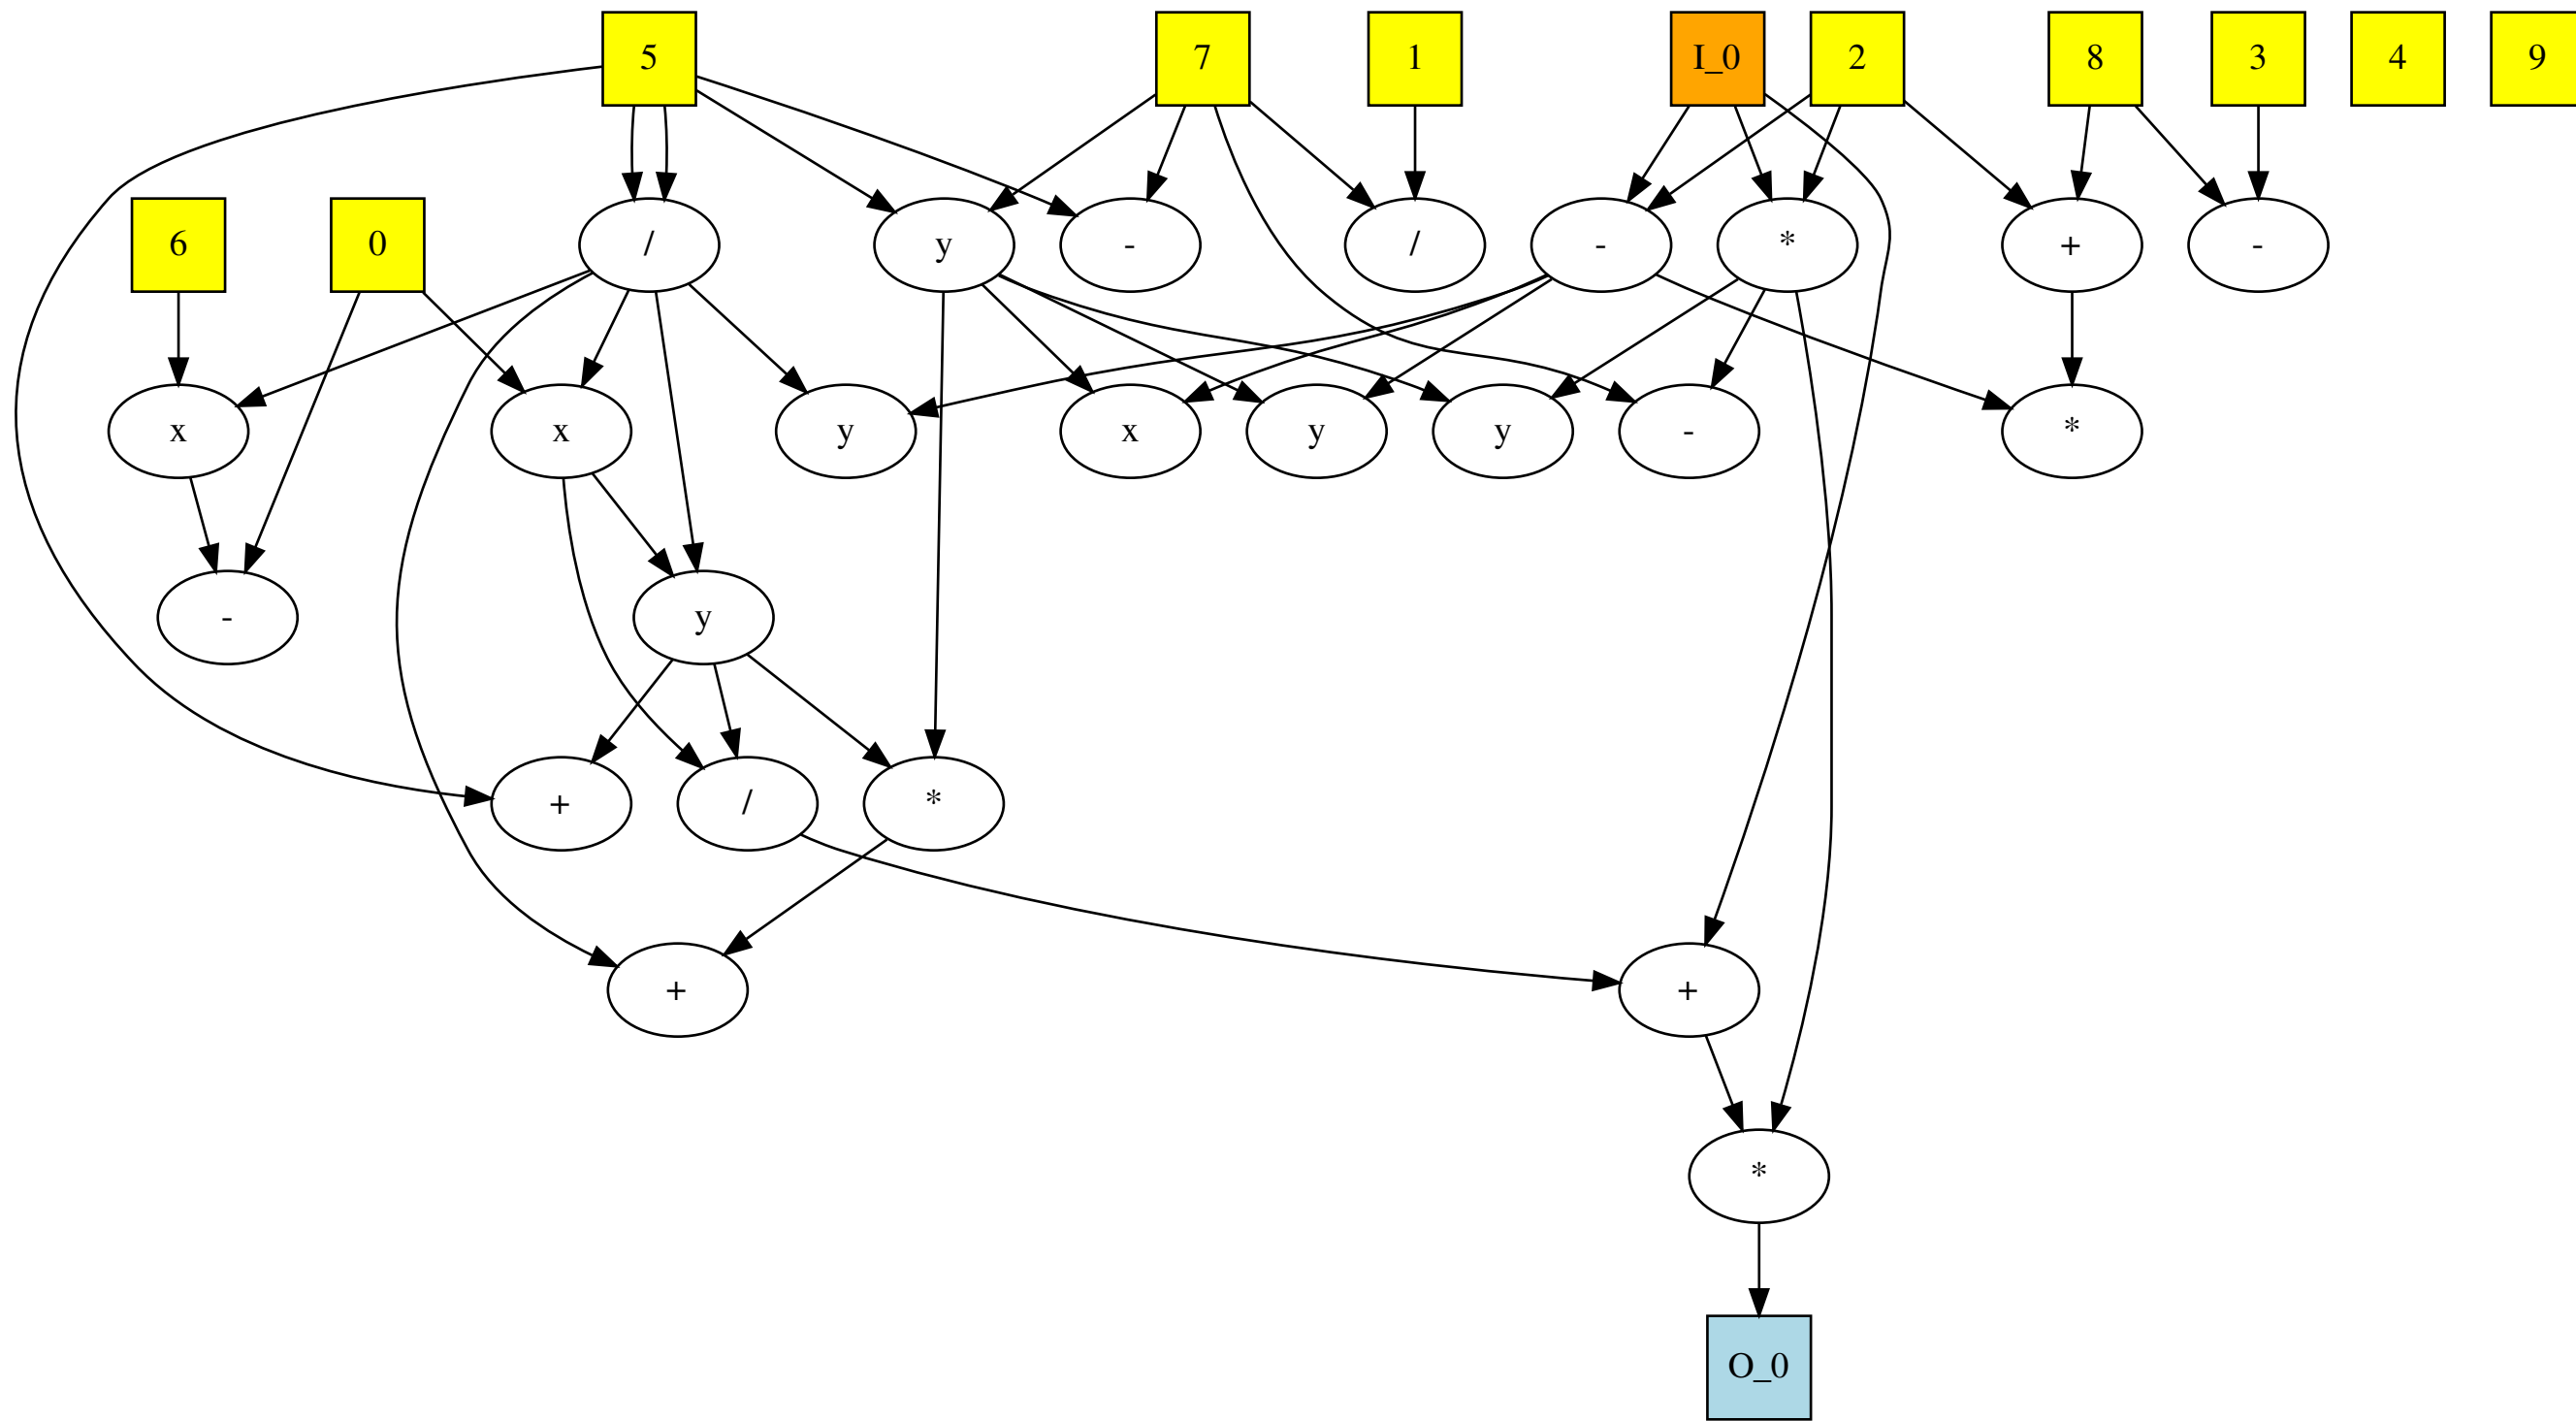 5 7 1 I_0 2 8 3 4 9
6 0 / y - / - * + -
x x y x y y - *
- y
+ / *
+ +
*
O_0